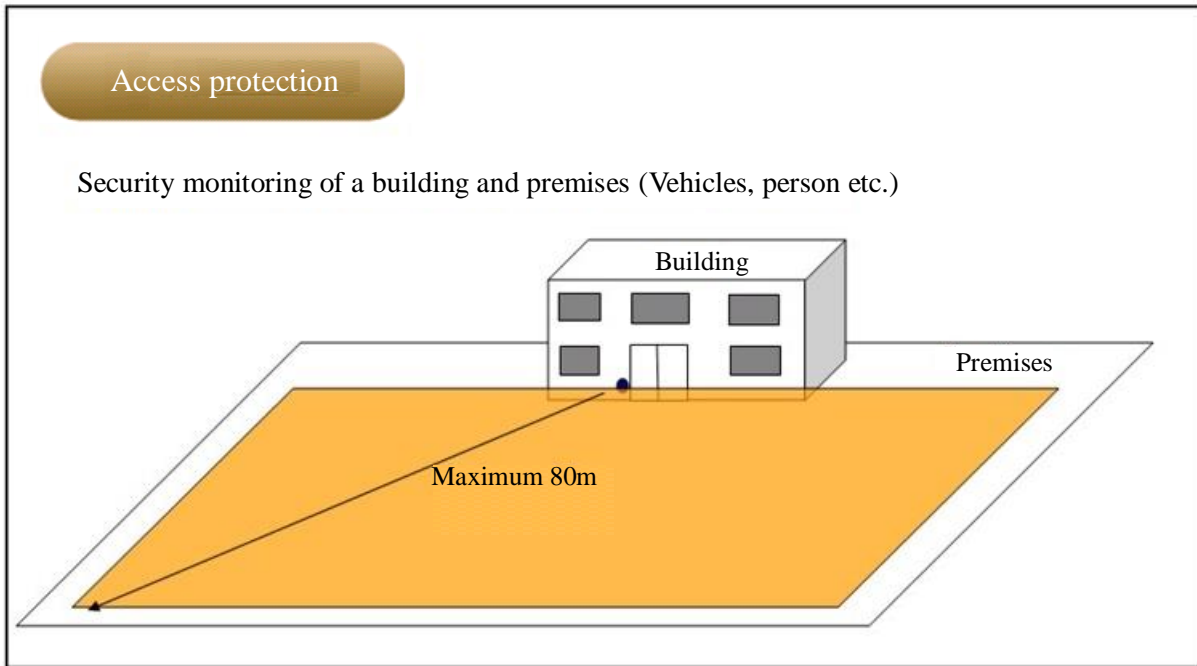 Access protection
Security monitoring of a building and premises (Vehicles, person etc.)
Building
Premises
Maximum 80m